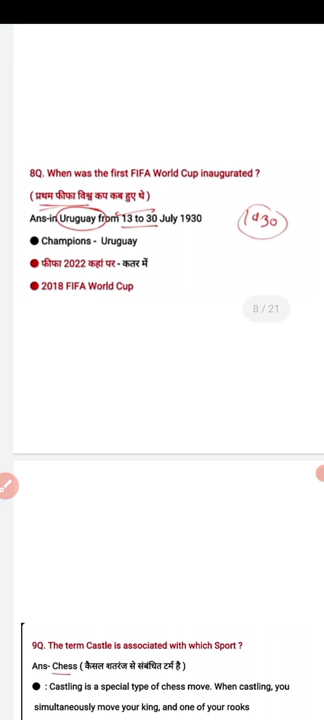 8Q. When was the first FIFA World Cup inaugurated ?
( प्रथम फीफा विश्व कप कब हुए थे )
Ans-in Uruguay from 13 to 30 July 1930
1930
● Champions - Uruguay
● फीफा 2022 कहां पर - कतर में
● 2018 FIFA World Cup
8 / 21
9Q. The term Castle is associated with which Sport ?
Ans- Chess ( कैसल शतरंज से संबंधित टर्म है )
● : Castling is a special type of chess move. When castling, you
simultaneously move your king, and one of your rooks